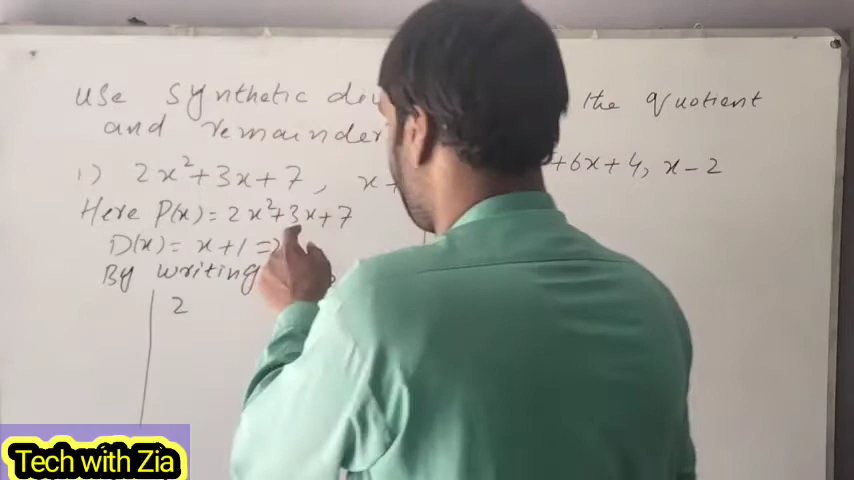 use synthetic the quotient
and remainder
1) 2x²+3x+7, x+ +6x+4, x-2
Here P(x)= 2x²+3x+7
D(x)= x+1 =>
By writing
2
Tech with Zia